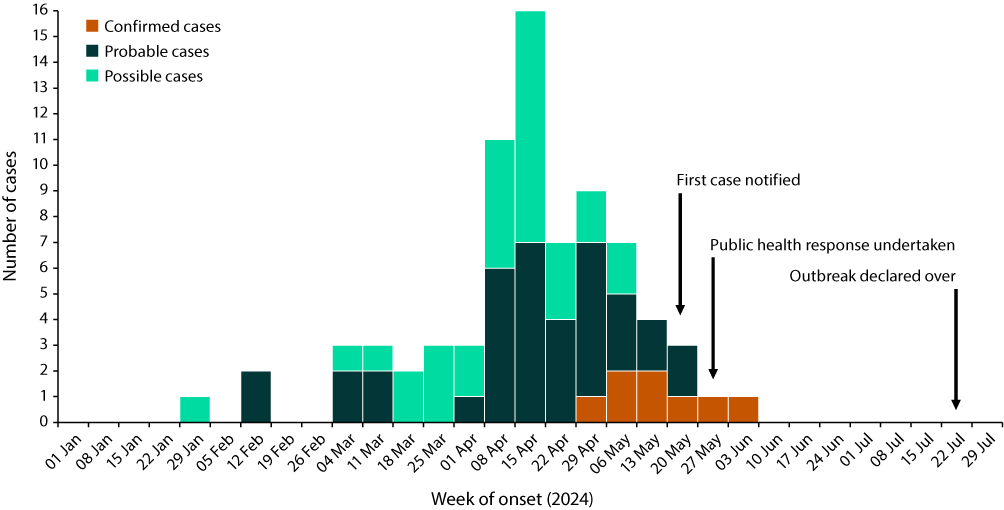 16
15
14
13
12
11
10
9
8
7
6
5
4
3
2
1
0
Number of cases
Confirmed cases
Probable cases
Possible cases
First case notified
Public health response undertaken
Outbreak declared over
01 Jan
08 Jan
15 Jan
22 Jan
29 Jan
05 Feb
12 Feb
19 Feb
26 Feb
04 Mar
11 Mar
18 Mar
25 Mar
01 Apr
08 Apr
15 Apr
22 Apr
29 Apr
06 May
13 May
20 May
27 May
03 Jun
10 Jun
17 Jun
24 Jun
01 Jul
08 Jul
15 Jul
22 Jul
29 Jul
Week of onset (2024)